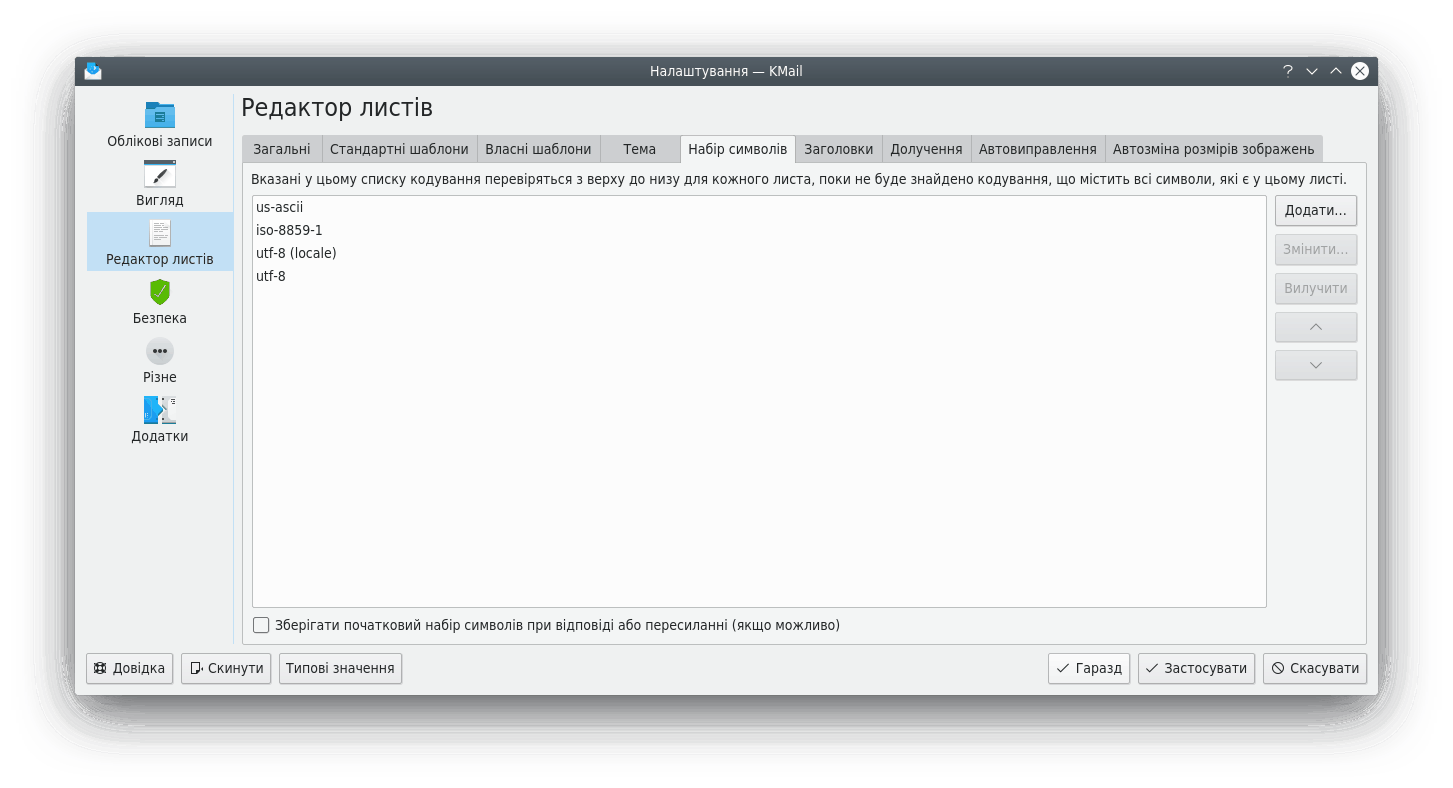 Налаштування — KMail
Облікові записи
Вигляд
Редактор листів
Безпека
Різне
Додатки
Редактор листів
Загальні Стандартні шаблони Власні шаблони Тема Набір символів Заголовки Долучення Автовиправлення Автозміна розмірів зображень
Вказані у цьому списку кодування перевіряться з верху до низу для кожного листа, поки не буде знайдено кодування, що містить всі символи, які є у цьому листі.
us-ascii
iso-8859-1
utf-8 (locale)
utf-8
Додати...
Змінити...
Вилучити
Зберігати початковий набір символів при відповіді або пересиланні (якщо можливо)
Довідка Скинути Типові значення Гаразд Застосувати Скасувати